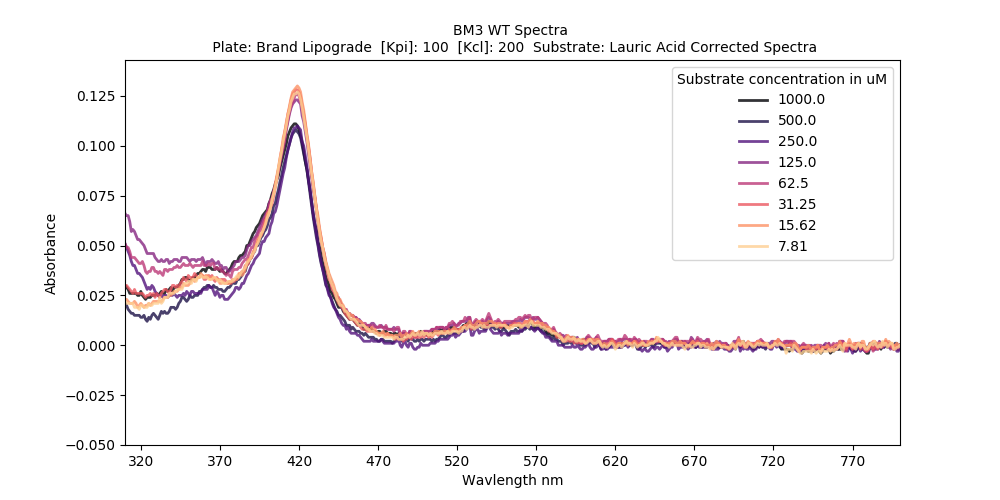 BM3 WT Spectra
Plate: Brand Lipograde  [Kpi]: 100  [Kcl]: 200  Substrate: Lauric Acid Corrected Spectra
Substrate concentration in uM
1000.0
500.0
250.0
125.0
62.5
31.25
15.62
7.81
Absorbance
0.125
0.100
0.075
0.050
0.025
0.000
−0.025
−0.050
320 370 420 470 520 570 620 670 720 770
Wavlength nm